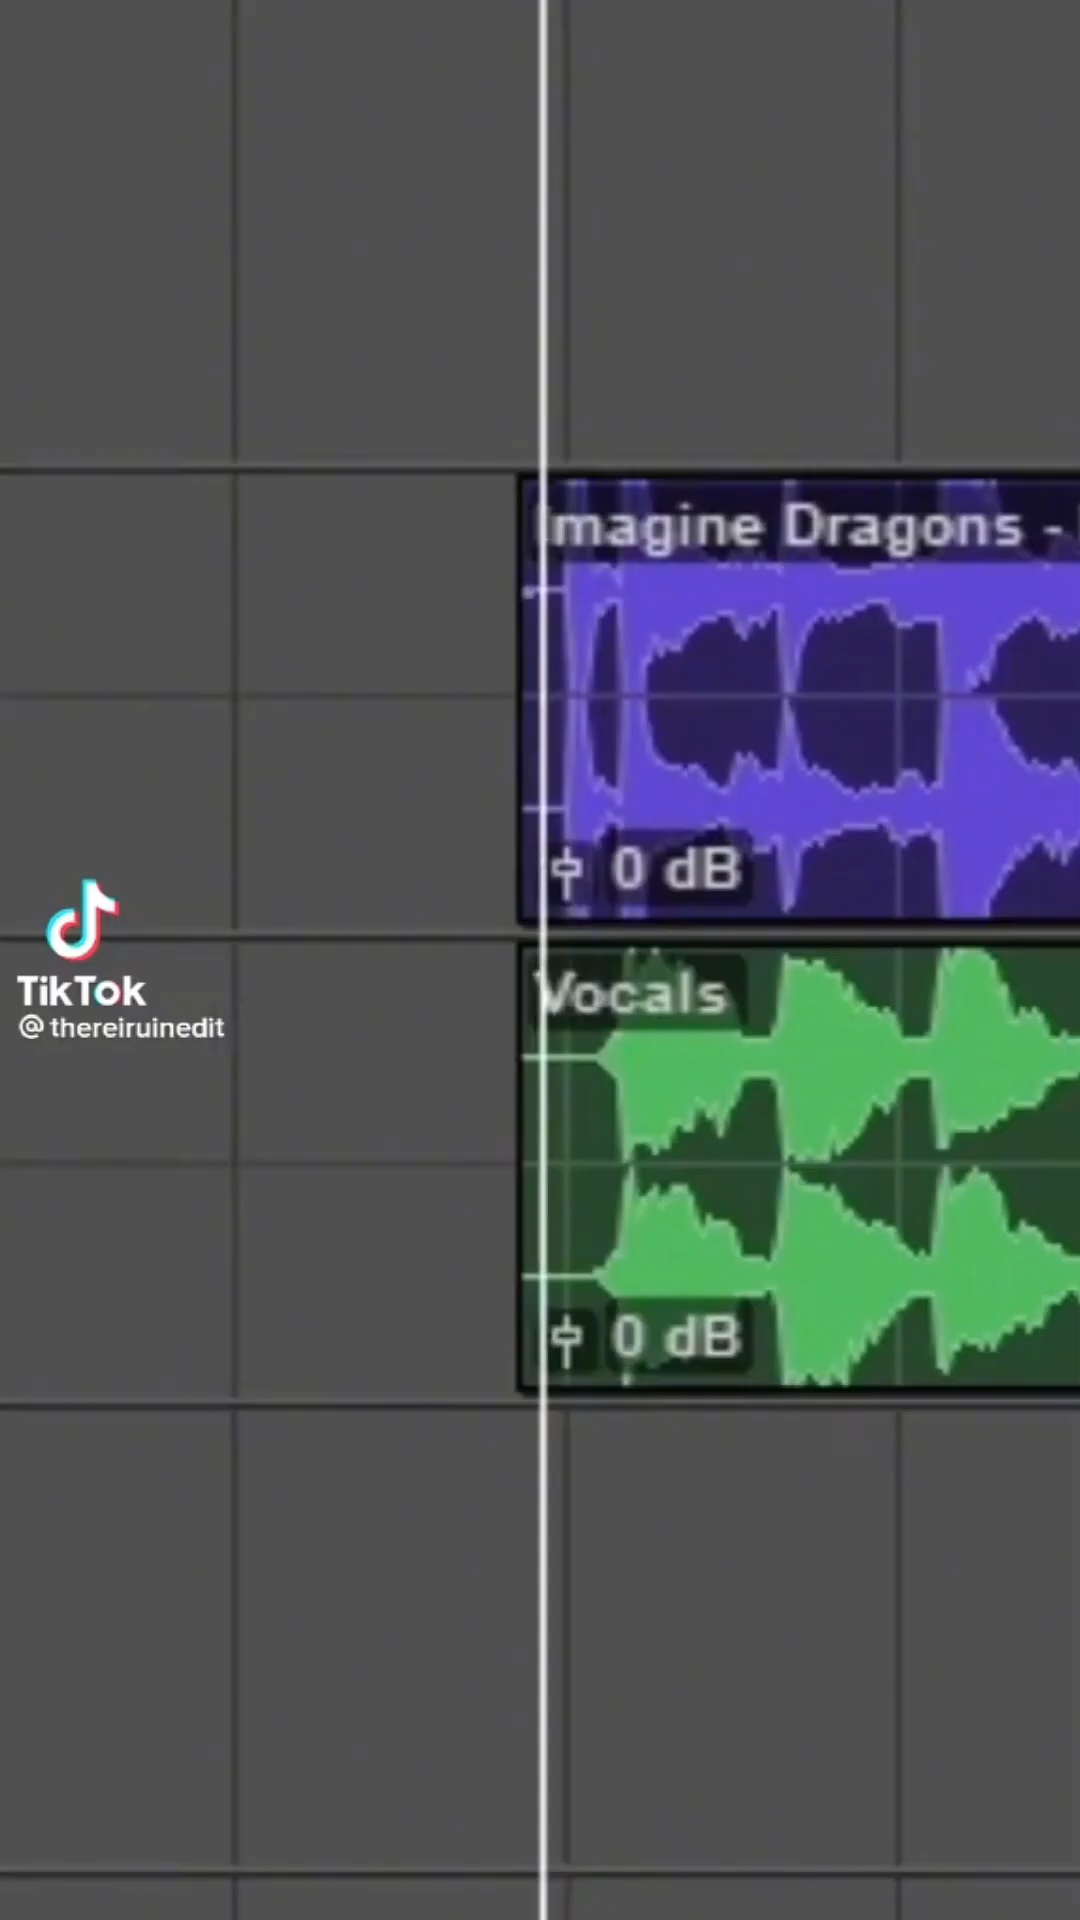 Imagine Dragons -
0 dB
TikTok
@thereiruinedit
Vocals
0 dB